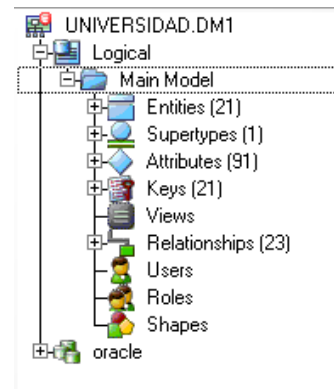 UNIVERSIDAD.DM1
Logical
Main Model
Entities (21)
Supertypes (1)
Attributes (91)
Keys (21)
Views
Relationships (23)
Users
Roles
Shapes
oracle